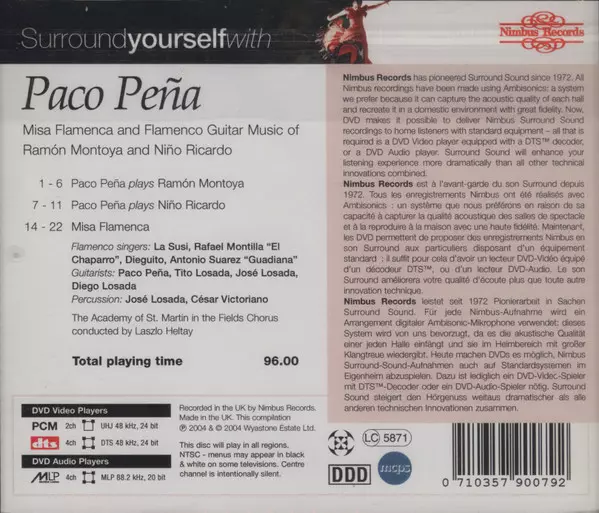 Surroundyourselfwith
Nimbus Records
Paco Peña
Misa Flamenca and Flamenco Guitar Music of
Ramón Montoya and Niño Ricardo
1 - 6 Paco Peña plays Ramón Montoya
7 - 11 Paco Peña plays Niño Ricardo
14 - 22 Misa Flamenca
Flamenco singers: La Susi, Rafael Montilla "El
Chaparro", Dieguito, Antonio Suarez "Guadiana"
Guitarists: Paco Peña, Tito Losada, José Losada,
Diego Losada
Percussion: José Losada, César Victoriano
The Academy of St. Martin in the Fields Chorus
conducted by Laszlo Heltay
Total playing time 96.00
Nimbus Records has pioneered Surround Sound since 1972. All
Nimbus recordings have been made using Ambisonics: a system
we prefer because it can capture the acoustic quality of each hall
and recreate it in a domestic environment with great fidelity. Now,
DVD makes it possible to deliver Nimbus Surround Sound
recordings to home listeners with standard equipment – all that is
required is a DVD Video player equipped with a DTS™ decoder,
or a DVD Audio player. Surround Sound will enhance your
listening experience more dramatically than all other technical
innovations combined.
Nimbus Records est à l'avant-garde du son Surround depuis
1972. Tous les enregistrements Nimbus ont été réalisés avec
Ambisonics : un système que nous préférons en raison de sa
capacité à capturer la qualité acoustique des salles de spectacle
et à la reproduire à la maison avec une haute fidélité. Maintenant,
les DVD permettent de proposer des enregistrements Nimbus en
son Surround aux particuliers disposant d'un équipement
standard : il suffit pour cela d'avoir un lecteur DVD-Vidéo équipé
d'un décodeur DTS™, ou d'un lecteur DVD-Audio. Le son
Surround améliorera votre qualité d'écoute plus que toute autre
innovation technique.
Nimbus Records leistet seit 1972 Pionierarbeit in Sachen
Surround Sound. Für jede Nimbus-Aufnahme wird ein
Arrangement digitaler Ambisonic-Mikrophone verwendet: dieses
System wird von uns bevorzugt, da es die akustische Qualität
einer jeden Halle einfängt und sie im Heimbereich mit großer
Klangtreue wiedergibt. Heute machen DVDs es möglich, Nimbus
Surround-Sound-Aufnahmen auch auf Standardsystemen im
Eigenheim abzuspielen. Dazu ist lediglich ein DVD-Video-Spieler
mit DTS™-Decoder oder ein DVD-Audio-Spieler nötig. Surround
Sound steigert den Hörgenuss weitaus dramatischer als alle
anderen technischen Innovationen zusammen.
DVD Video Players
PCM 2ch UHJ 48 kHz, 24 bit
dts 4ch DTS 48 kHz, 24 bit
DVD Audio Players
MLP 4ch MLP 88.2 kHz, 20 bit
Recorded in the UK by Nimbus Records.
Made in the UK. This compilation
℗ 2004 & © 2004 Wyastone Estate Ltd.
This disc will play in all regions.
NTSC - menus may appear in black
& white on some televisions. Centre
channel is intentionally silent.
LC 5871
DDD
mcps
0 710357 900792